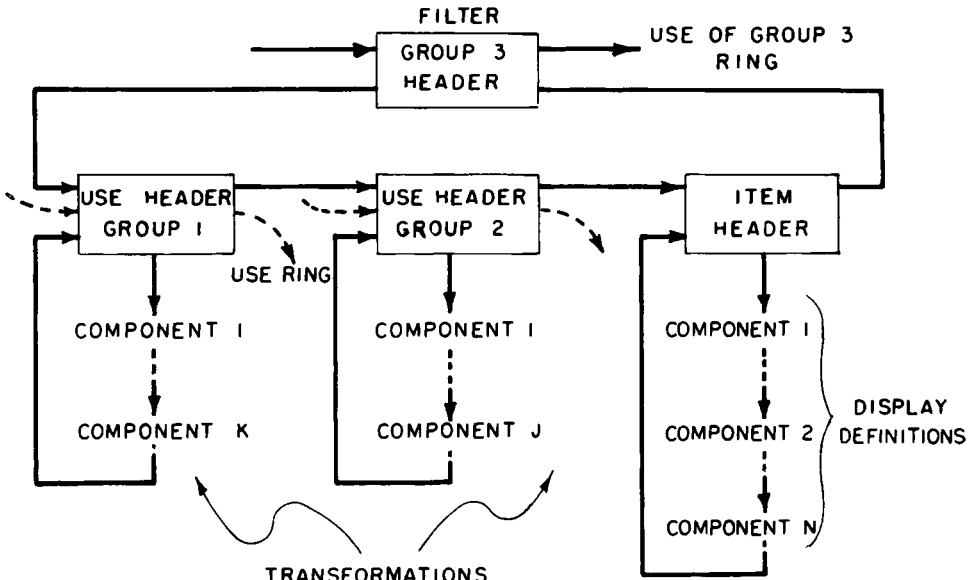 FILTER
GROUP 3
HEADER
USE OF GROUP 3
RING
USE HEADER
GROUP 1
USE HEADER
GROUP 2
ITEM
HEADER
USE RING
COMPONENT 1
COMPONENT 1
COMPONENT 1
COMPONENT K
COMPONENT J
COMPONENT 2
COMPONENT N
DISPLAY
DEFINITIONS
TRANSFORMATIONS